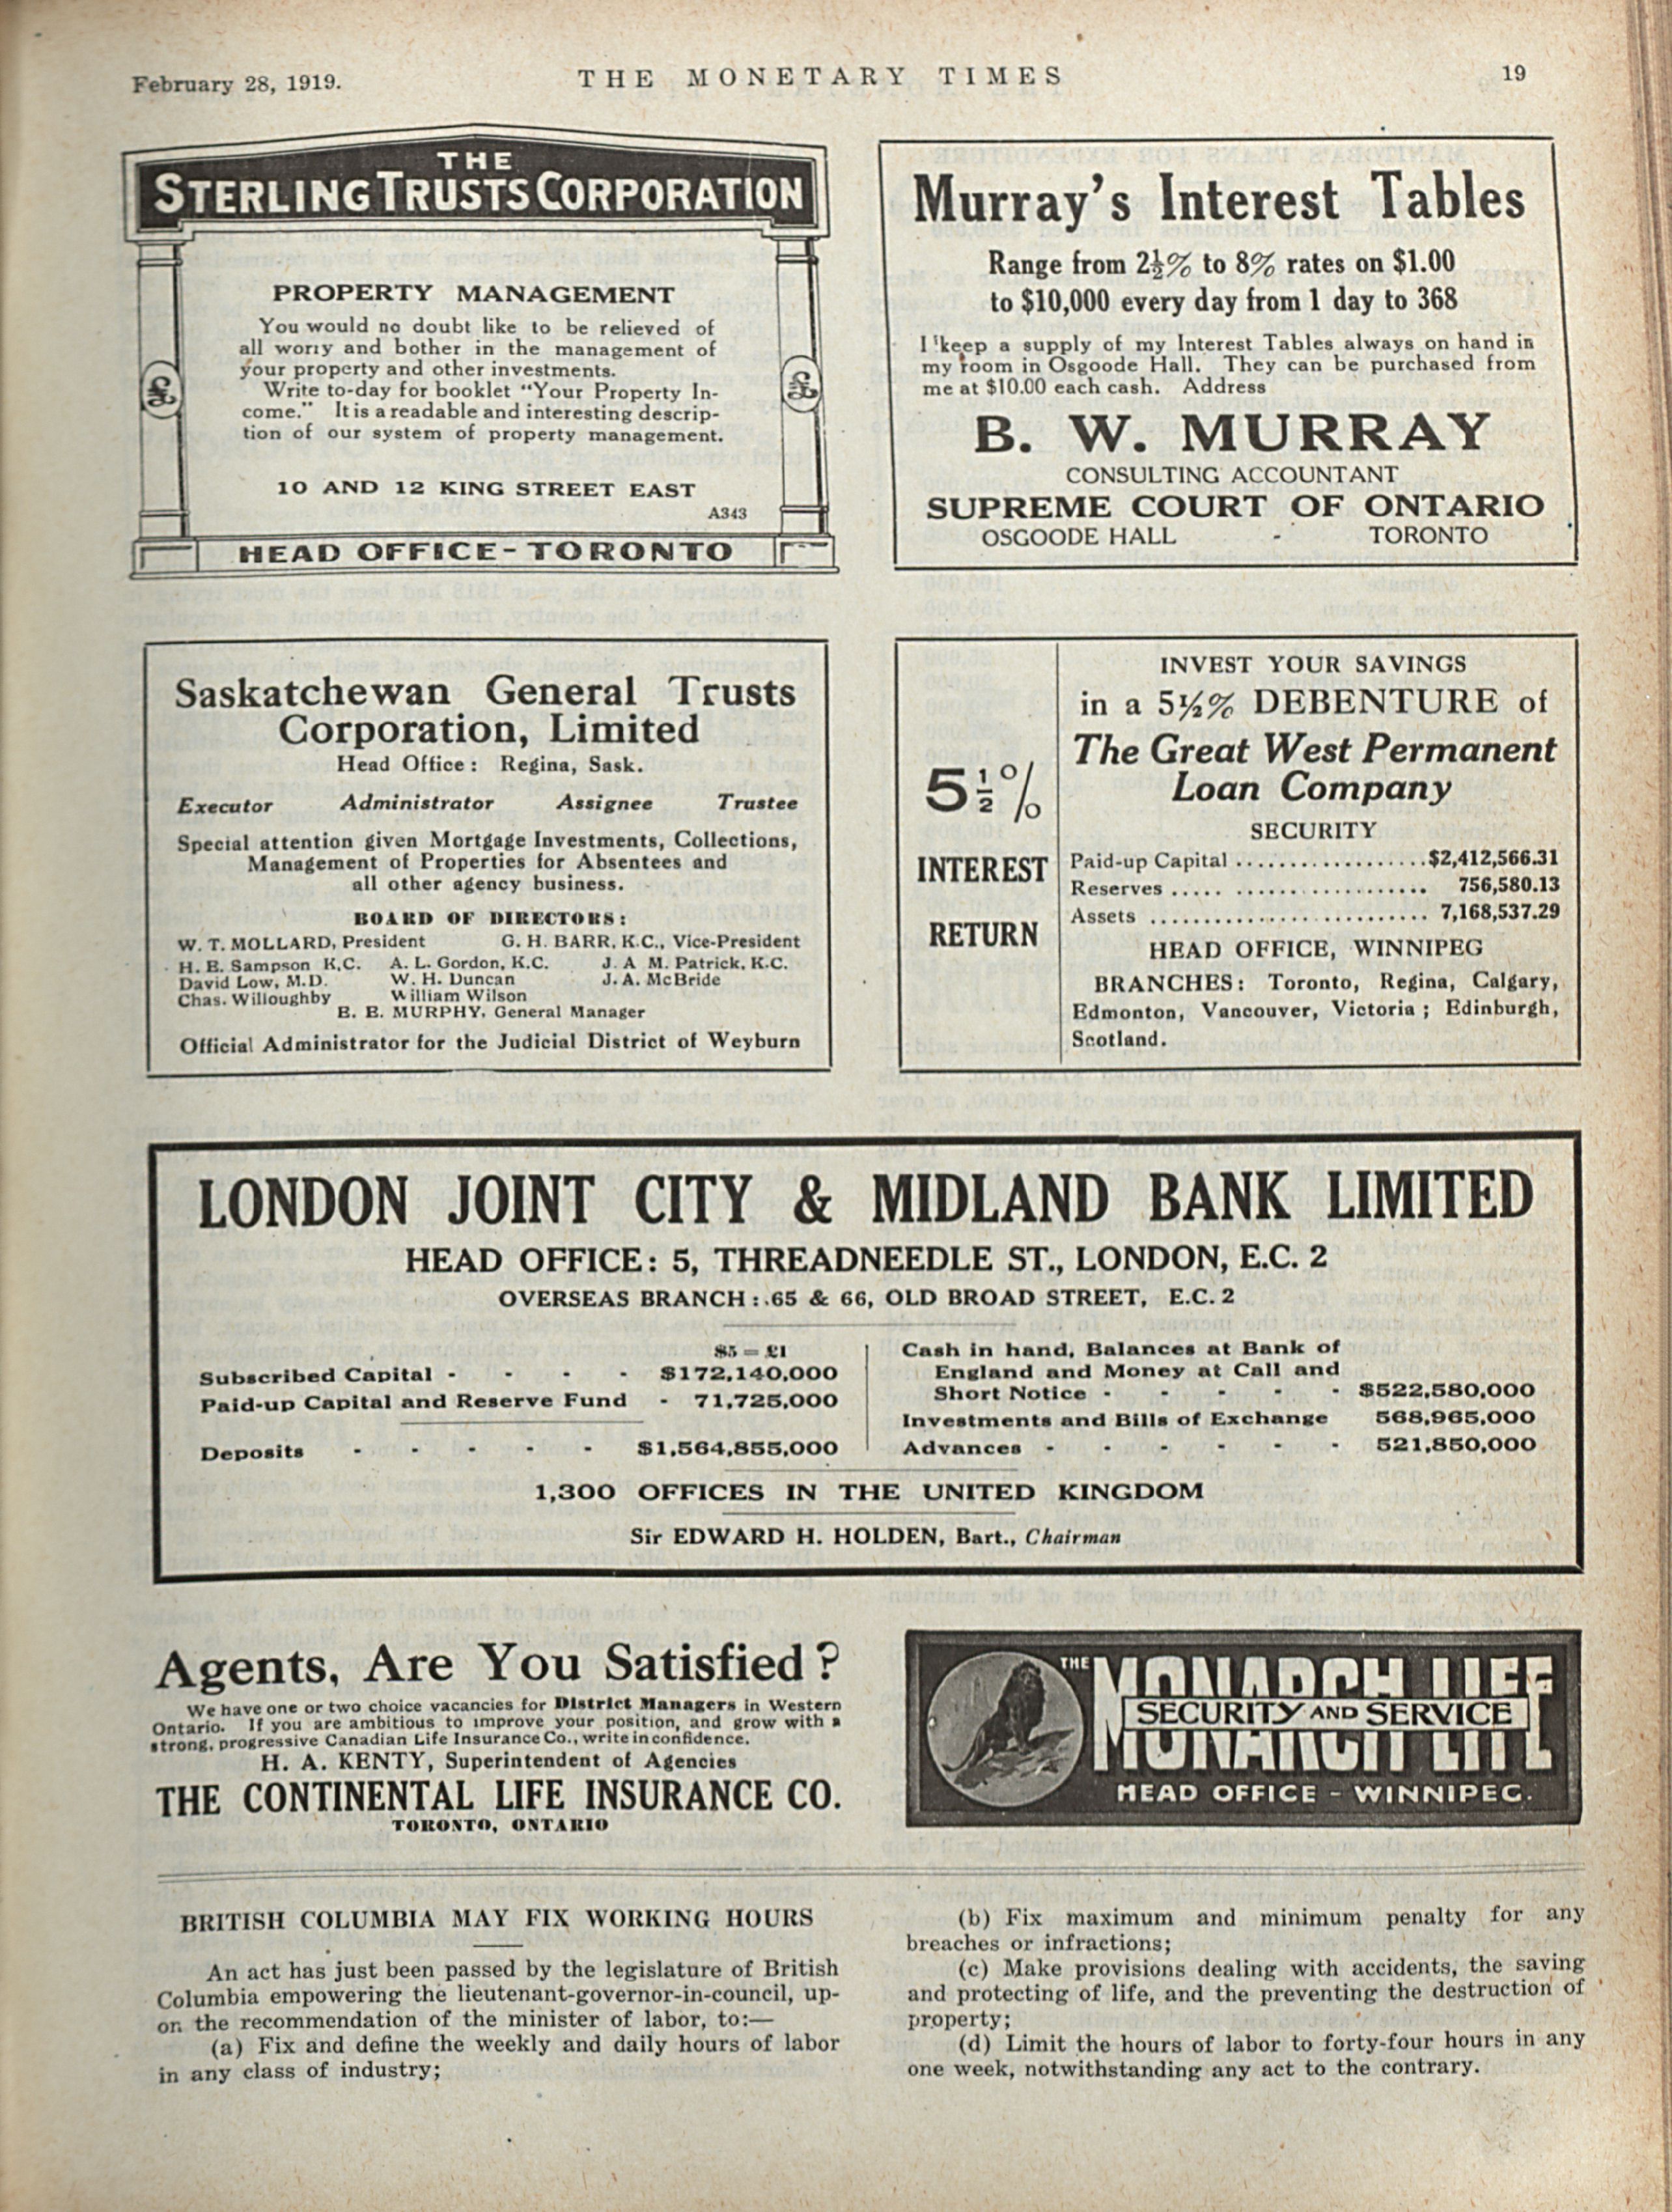 February 28, 1919.
THE MONETARY TIMES
19
THE
STERLING TRUSTS CORPORATION
PROPERTY MANAGEMENT
You would no doubt like to be relieved of
all worry and bother in the management of
your property and other investments.
Write to-day for booklet "Your Property In-
come." It is a readable and interesting descrip-
tion of our system of property management.
10 AND 12 KING STREET EAST
A343
HEAD OFFICE-TORONTO
Murray's Interest Tables
Range from 2½% to 8% rates on $1.00
to $10,000 every day from 1 day to 368
I keep a supply of my Interest Tables always on hand in
my room in Osgoode Hall. They can be purchased from
me at $10.00 each cash. Address
B. W. MURRAY
CONSULTING ACCOUNTANT
SUPREME COURT OF ONTARIO
OSGOODE HALL - TORONTO
Saskatchewan General Trusts
Corporation, Limited
Head Office: Regina, Sask.
Executor Administrator Assignee Trustee
Special attention given Mortgage Investments, Collections,
Management of Properties for Absentees and
all other agency business.
BOARD OF DIRECTORS:
W. T. MOLLARD, President G. H. BARR, K.C., Vice-President
H. E. Sampson K.C. A. L. Gordon, K.C. J. A M. Patrick, K.C.
David Low, M.D. W. H. Duncan J. A. McBride
Chas. Willoughby William Wilson
E. E. MURPHY, General Manager
Official Administrator for the Judicial District of Weyburn
5½%
INTEREST
RETURN
INVEST YOUR SAVINGS
in a 5½% DEBENTURE of
The Great West Permanent
Loan Company
SECURITY
Paid-up Capital ..................$2,412,566.31
Reserves ........................ 756,580.13
Assets .......................... 7,168,537.29
HEAD OFFICE, WINNIPEG
BRANCHES: Toronto, Regina, Calgary,
Edmonton, Vancouver, Victoria; Edinburgh,
Scotland.
LONDON JOINT CITY & MIDLAND BANK LIMITED
HEAD OFFICE: 5, THREADNEEDLE ST., LONDON, E.C. 2
OVERSEAS BRANCH: 65 & 66, OLD BROAD STREET, E.C. 2
$5 = £1
Subscribed Capital - - - - $172,140,000
Paid-up Capital and Reserve Fund - 71,725,000
Deposits - - - - - $1,564,855,000
Cash in hand, Balances at Bank of
England and Money at Call and
Short Notice - - - - - $522,580,000
Investments and Bills of Exchange 568,965,000
Advances - - - - - - 521,850,000
1,300 OFFICES IN THE UNITED KINGDOM
Sir EDWARD H. HOLDEN, Bart., Chairman
Agents, Are You Satisfied?
We have one or two choice vacancies for District Managers in Western
Ontario. If you are ambitious to improve your position, and grow with a
strong, progressive Canadian Life Insurance Co., write in confidence.
H. A. KENTY, Superintendent of Agencies
THE CONTINENTAL LIFE INSURANCE CO.
TORONTO, ONTARIO
THE MONARCH LIFE
SECURITY AND SERVICE
MONARCH LIFE
HEAD OFFICE - WINNIPEG.
BRITISH COLUMBIA MAY FIX WORKING HOURS
An act has just been passed by the legislature of British
Columbia empowering the lieutenant-governor-in-council, up-
on the recommendation of the minister of labor, to:—
(a) Fix and define the weekly and daily hours of labor
in any class of industry;
(b) Fix maximum and minimum penalty for any
breaches or infractions;
(c) Make provisions dealing with accidents, the saving
and protecting of life, and the preventing the destruction of
property;
(d) Limit the hours of labor to forty-four hours in any
one week, notwithstanding any act to the contrary.